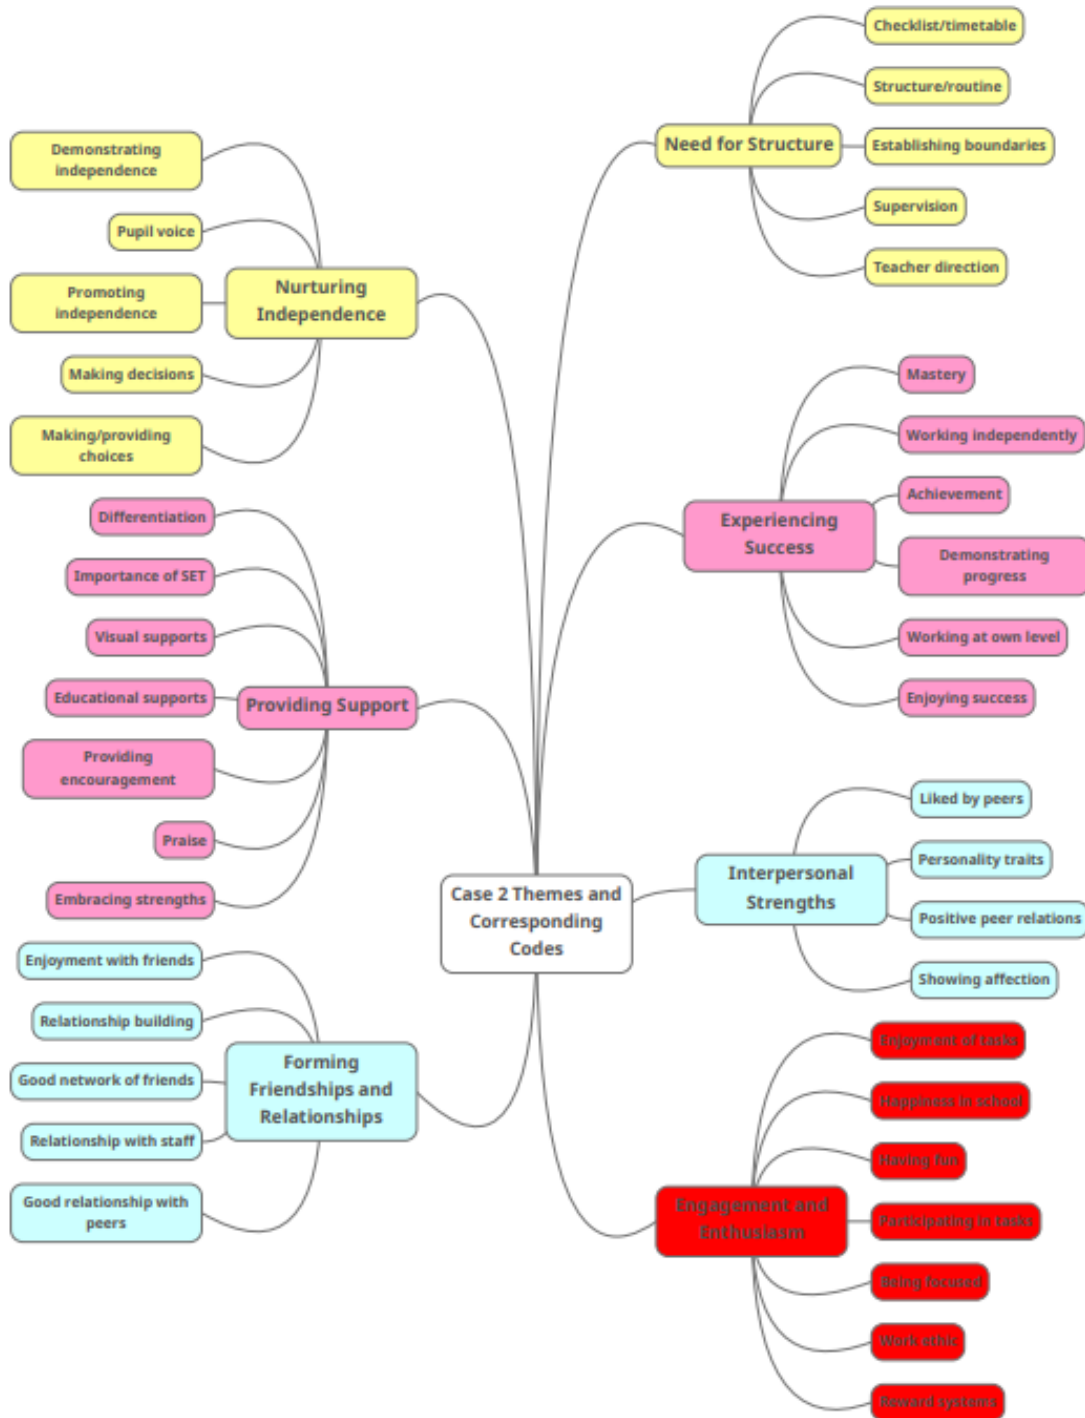 Case 2 Themes and
Corresponding
Codes
Nurturing
Independence
Demonstrating
independence
Pupil voice
Promoting
independence
Making decisions
Making/providing
choices
Providing Support
Differentiation
Importance of SET
Visual supports
Educational supports
Providing
encouragement
Praise
Embracing strengths
Forming
Friendships and
Relationships
Enjoyment with friends
Relationship building
Good network of friends
Relationship with staff
Good relationship with
peers
Need for Structure
Checklist/timetable
Structure/routine
Establishing boundaries
Supervision
Teacher direction
Experiencing
Success
Mastery
Working independently
Achievement
Demonstrating
progress
Working at own level
Enjoying success
Interpersonal
Strengths
Liked by peers
Personality traits
Positive peer relations
Showing affection
Engagement and
Enthusiasm
Enjoyment of tasks
Happiness in school
Having fun
Participating in tasks
Being focused
Work ethic
Reward systems